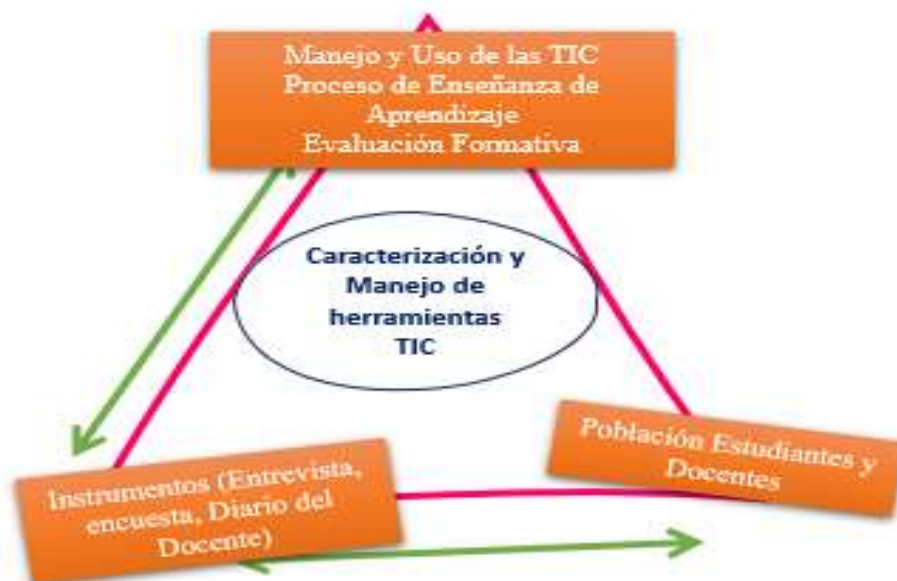 Manejo y Uso de las TIC
Proceso de Enseñanza de
Aprendizaje
Evaluación Formativa
Caracterización y
Manejo de
herramientas
TIC
Población Estudiantes y
Docentes
Instrumentos (Entrevista,
encuesta, Diario del
Docente)